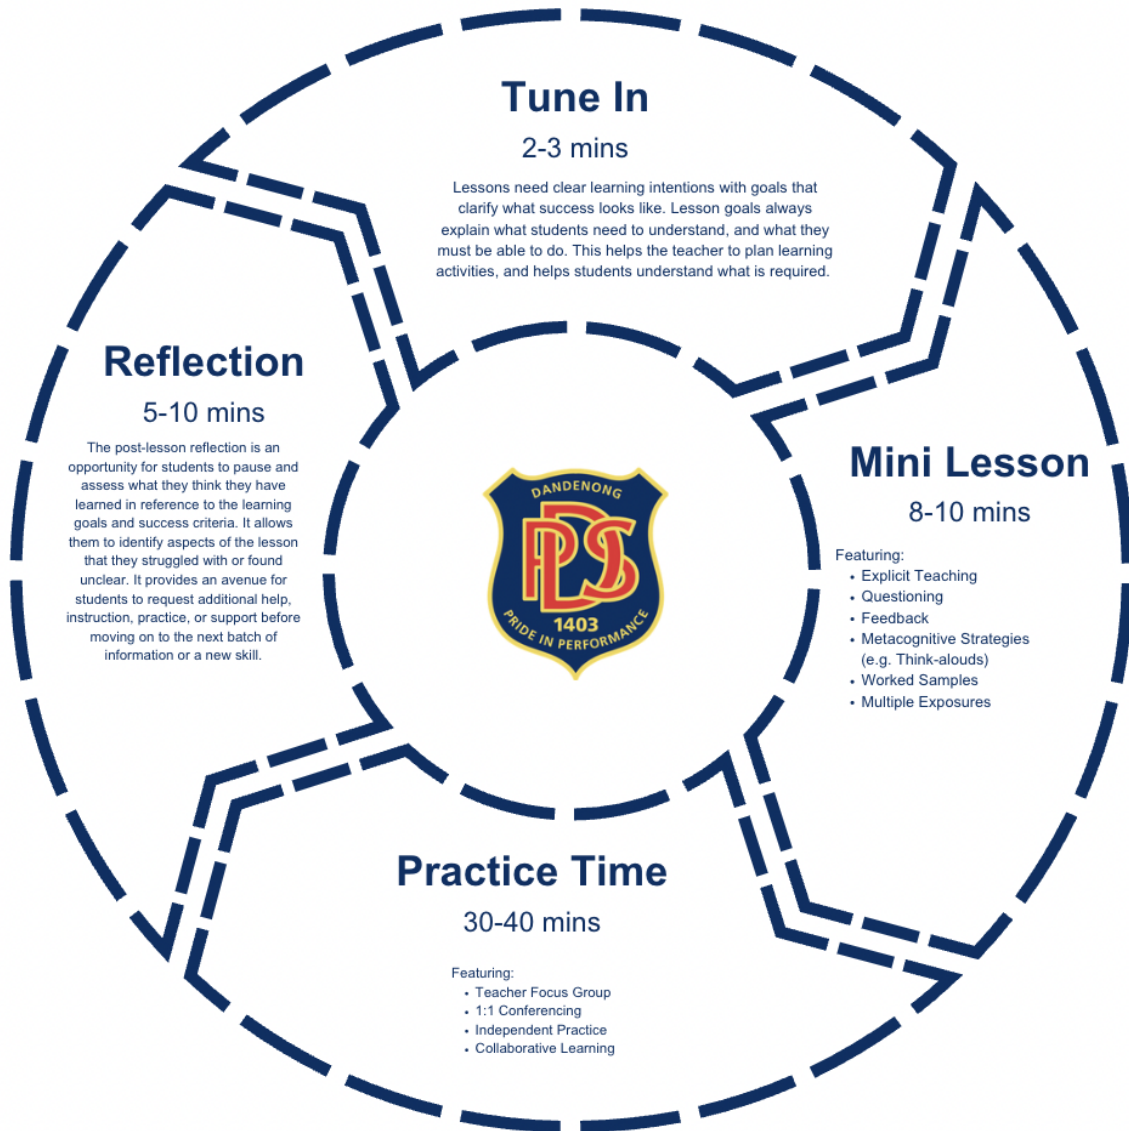 Tune In
2-3 mins
Lessons need clear learning intentions with goals that
clarify what success looks like. Lesson goals always
explain what students need to understand, and what they
must be able to do. This helps the teacher to plan learning
activities, and helps students understand what is required.
Mini Lesson
8-10 mins
Featuring:
• Explicit Teaching
• Questioning
• Feedback
• Metacognitive Strategies
(e.g. Think-alouds)
• Worked Samples
• Multiple Exposures
Practice Time
30-40 mins
Featuring:
• Teacher Focus Group
• 1:1 Conferencing
• Independent Practice
• Collaborative Learning
Reflection
5-10 mins
The post-lesson reflection is an
opportunity for students to pause and
assess what they think they have
learned in reference to the learning
goals and success criteria. It allows
them to identify aspects of the lesson
that they struggled with or found
unclear. It provides an avenue for
students to request additional help,
instruction, practice, or support before
moving on to the next batch of
information or a new skill.
DANDENONG
PDS
1403
PRIDE IN PERFORMANCE